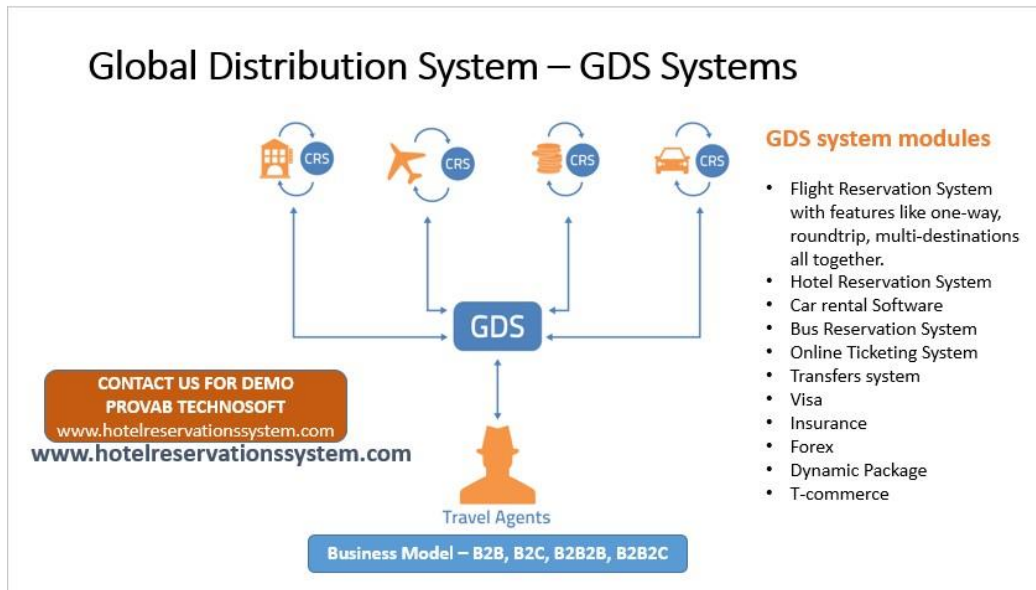 Global Distribution System – GDS Systems
CRS
CRS
CRS
CRS
GDS
Travel Agents
CONTACT US FOR DEMO
PROVAB TECHNOSOFT
www.hotelreservationssystem.com
www.hotelreservationssystem.com
Business Model – B2B, B2C, B2B2B, B2B2C
GDS system modules
• Flight Reservation System
with features like one-way,
roundtrip, multi-destinations
all together.
• Hotel Reservation System
• Car rental Software
• Bus Reservation System
• Online Ticketing System
• Transfers system
• Visa
• Insurance
• Forex
• Dynamic Package
• T-commerce